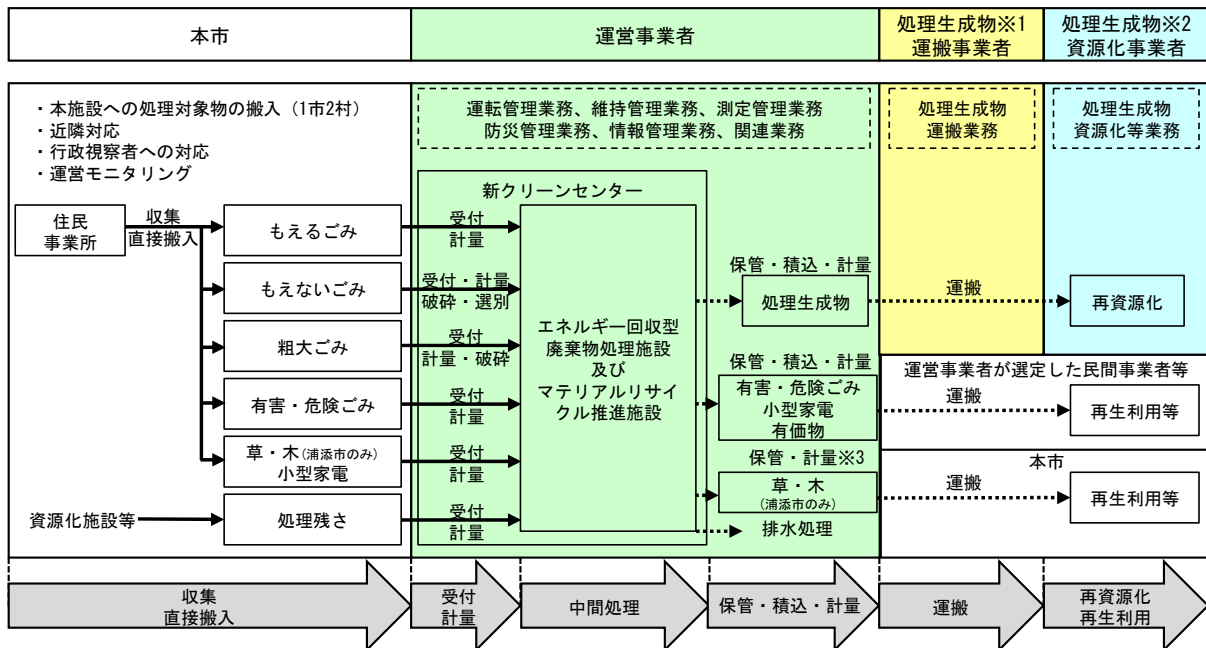 本市
運営事業者
処理生成物※1
運搬事業者
処理生成物※2
資源化事業者
・本施設への処理対象物の搬入（1市2村）
・近隣対応
・行政視察者への対応
・運営モニタリング
運転管理業務、維持管理業務、測定管理業務
防災管理業務、情報管理業務、関連業務
処理生成物
運搬業務
処理生成物
資源化等業務
新クリーンセンター
住民
事業所
収集
直接搬入
もえるごみ
受付
計量
もえないごみ
受付・計量
破砕・選別
粗大ごみ
受付
計量・破砕
有害・危険ごみ
受付
計量
草・木(浦添市のみ)
小型家電
受付
計量
資源化施設等
処理残さ
受付
計量
エネルギー回収型
廃棄物処理施設
及び
マテリアルリサイ
クル推進施設
保管・積込・計量
処理生成物
運搬
再資源化
保管・積込・計量
有害・危険ごみ
小型家電
有価物
運営事業者が選定した民間事業者等
運搬
再生利用等
保管・計量※3
草・木
(浦添市のみ)
本市
運搬
再生利用等
排水処理
収集
直接搬入
受付
計量
中間処理
保管・積込・計量
運搬
再資源化
再生利用